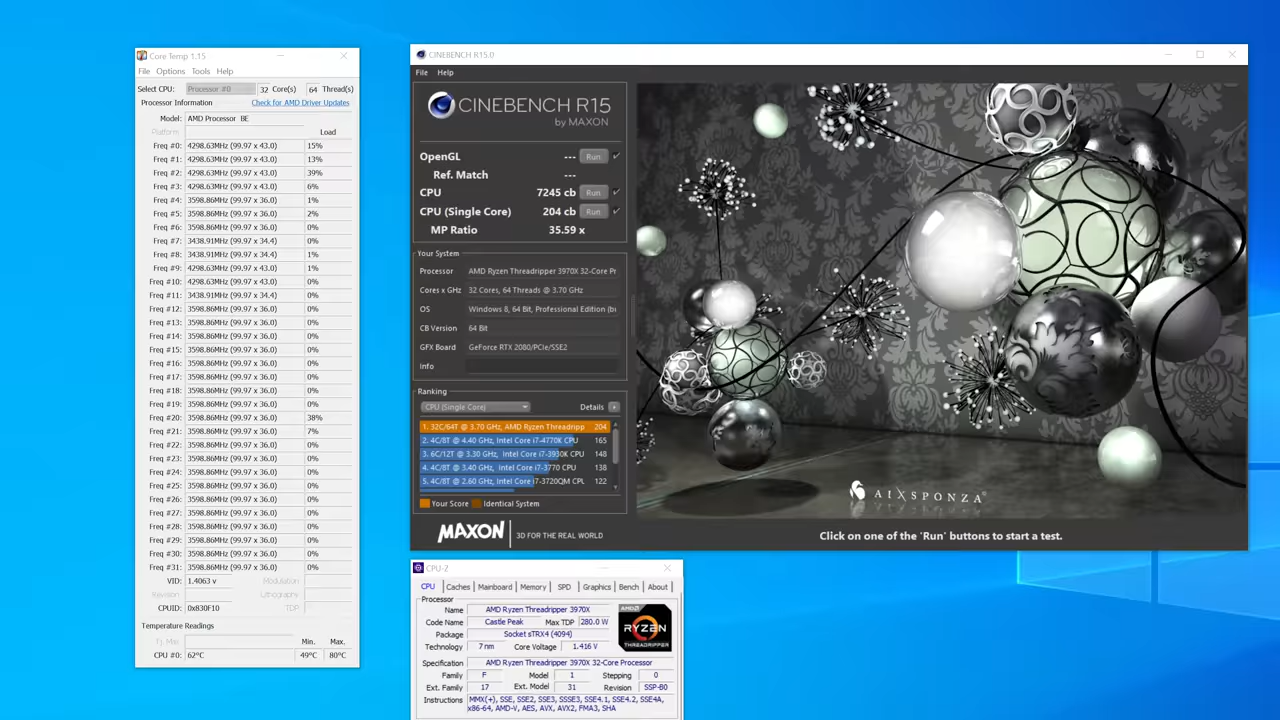 Core Temp 1.15
File Options Tools Help
Select CPU: Processor #0 32 Core(s) 64 Thread(s)
Processor Information Check for AMD Driver Updates
Model: AMD Processor BE
Platform:
Load
Freq #0: 4298.63MHz (99.97 x 43.0) 15%
Freq #1: 4298.63MHz (99.97 x 43.0) 13%
Freq #2: 4298.63MHz (99.97 x 43.0) 39%
Freq #3: 4298.63MHz (99.97 x 43.0) 6%
Freq #4: 3598.86MHz (99.97 x 36.0) 1%
Freq #5: 3598.86MHz (99.97 x 36.0) 2%
Freq #6: 3598.86MHz (99.97 x 36.0) 0%
Freq #7: 3438.91MHz (99.97 x 34.4) 0%
Freq #8: 3438.91MHz (99.97 x 34.4) 1%
Freq #9: 4298.63MHz (99.97 x 43.0) 1%
Freq #10: 4298.63MHz (99.97 x 43.0) 0%
Freq #11: 3438.91MHz (99.97 x 34.4) 0%
Freq #12: 3598.86MHz (99.97 x 36.0) 0%
Freq #13: 3598.86MHz (99.97 x 36.0) 0%
Freq #14: 3598.86MHz (99.97 x 36.0) 0%
Freq #15: 3598.86MHz (99.97 x 36.0) 0%
Freq #16: 3598.86MHz (99.97 x 36.0) 0%
Freq #17: 3598.86MHz (99.97 x 36.0) 0%
Freq #18: 3598.86MHz (99.97 x 36.0) 0%
Freq #19: 3598.86MHz (99.97 x 36.0) 0%
Freq #20: 3598.86MHz (99.97 x 36.0) 38%
Freq #21: 3598.86MHz (99.97 x 36.0) 7%
Freq #22: 3598.86MHz (99.97 x 36.0) 0%
Freq #23: 3598.86MHz (99.97 x 36.0) 0%
Freq #24: 3598.86MHz (99.97 x 36.0) 0%
Freq #25: 3598.86MHz (99.97 x 36.0) 0%
Freq #26: 3598.86MHz (99.97 x 36.0) 0%
Freq #27: 3598.86MHz (99.97 x 36.0) 0%
Freq #28: 3598.86MHz (99.97 x 36.0) 0%
Freq #29: 3598.86MHz (99.97 x 36.0) 0%
Freq #30: 3598.86MHz (99.97 x 36.0) 0%
Freq #31: 3598.86MHz (99.97 x 36.0) 0%
VID: 1.4063 v Modulation
Revision Lithography
CPUID: 0x830F10 TDP
Temperature Readings
Min. Max.
CPU #0: 62°C 49°C 80°C
CINEBENCH R15.0
File Help
CINEBENCH R15
by MAXON
OpenGL --- Run
Ref. Match ---
CPU 7245 cb Run
CPU (Single Core) 204 cb Run
MP Ratio 35.59 x
Your System
Processor AMD Ryzen Threadripper 3970X 32-Core Pr
Cores x GHz 32 Cores, 64 Threads @ 3.70 GHz
OS Windows 8, 64 Bit, Professional Edition (bu
CB Version 64 Bit
GFX Board GeForce RTX 2080/PCIe/SSE2
Info
Ranking
CPU (Single Core) Details
1. 32C/64T @ 3.70 GHz, AMD Ryzen Threadripp 204
2. 4C/8T @ 4.40 GHz, Intel Core i7-4770K CPU 165
3. 6C/12T @ 3.30 GHz, Intel Core i7-3930K CPU 148
4. 4C/8T @ 3.40 GHz, Intel Core i7-3770 CPU 138
5. 4C/8T @ 2.60 GHz, Intel Core i7-3720QM CPU 122
Your Score Identical System
MAXON 3D FOR THE REAL WORLD
AIXSPONZA
Click on one of the 'Run' buttons to start a test.
CPU-Z
CPU Caches Mainboard Memory SPD Graphics Bench About
Processor
Name AMD Ryzen Threadripper 3970X
Code Name Castle Peak Max TDP 280.0 W
Package Socket sTRX4 (4094)
Technology 7 nm Core Voltage 1.416 V
AMD RYZEN THREADRIPPER
Specification AMD Ryzen Threadripper 3970X 32-Core Processor
Family F Model 1 Stepping 0
Ext. Family 17 Ext. Model 31 Revision SSP-B0
Instructions MMX(+), SSE, SSE2, SSE3, SSSE3, SSE4.1, SSE4.2, SSE4A,
x86-64, AMD-V, AES, AVX, AVX2, FMA3, SHA